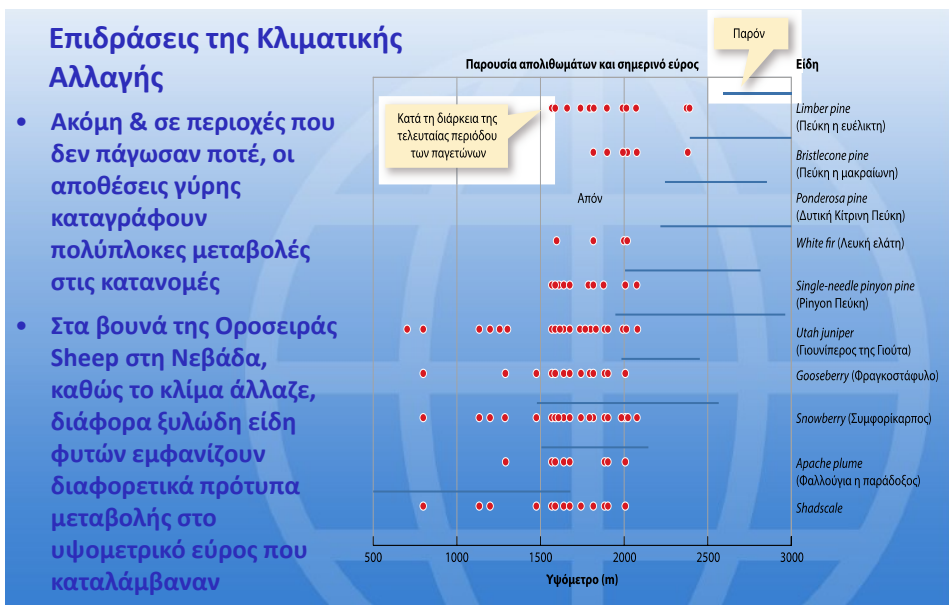 Επιδράσεις της Κλιματικής
Αλλαγής
• Ακόμη & σε περιοχές που
δεν πάγωσαν ποτέ, οι
αποθέσεις γύρης
καταγράφουν
πολύπλοκες μεταβολές
στις κατανομές
• Στα βουνά της Οροσειράς
Sheep στη Νεβάδα,
καθώς το κλίμα άλλαζε,
διάφορα ξυλώδη είδη
φυτών εμφανίζουν
διαφορετικά πρότυπα
μεταβολής στο
υψομετρικό εύρος που
καταλάμβαναν
Παρόν
Παρουσία απολιθωμάτων και σημερινό εύρος
Είδη
Κατά τη διάρκεια της
τελευταίας περιόδου
των παγετώνων
Limber pine
(Πεύκη η ευέλικτη)
Bristlecone pine
(Πεύκη η μακραίωνη)
Απόν
Ponderosa pine
(Δυτική Κίτρινη Πεύκη)
White fir (Λευκή ελάτη)
Single-needle pinyon pine
(Pinyon Πεύκη)
Utah juniper
(Γιουνίπερος της Γιούτα)
Gooseberry (Φραγκοστάφυλο)
Snowberry (Συμφορίκαρπος)
Apache plume
(Φαλλούγια η παράδοξος)
Shadscale
500 1000 1500 2000 2500 3000
Υψόμετρο (m)